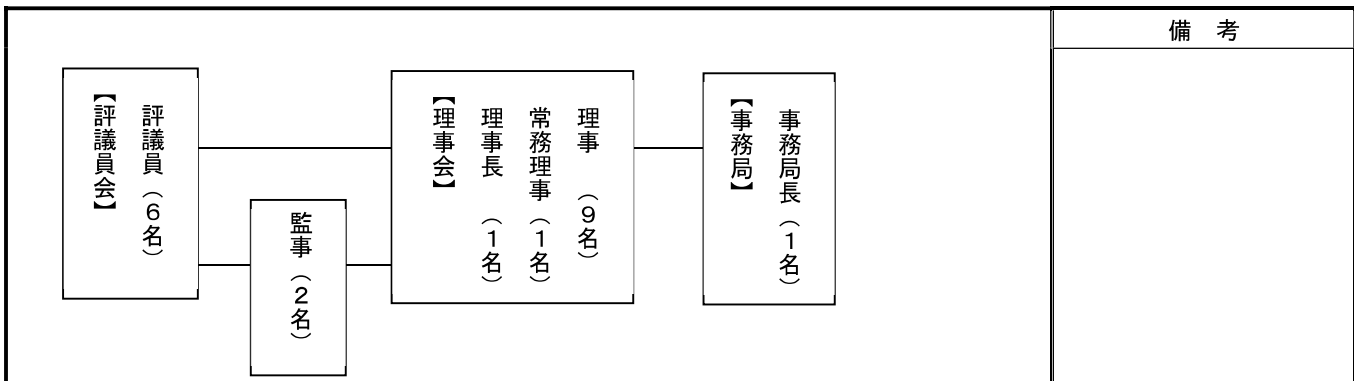 備 考
【評議員会】
評議員（６名）
監事（２名）
【理事会】
理事長 （１名）
常務理事（１名）
理事 （９名）
【事務局】
事務局長（１名）